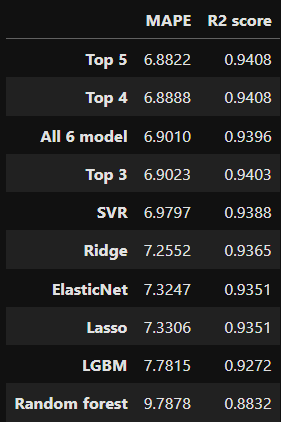 MAPE R2 score
Top 5 6.8822 0.9408
Top 4 6.8888 0.9408
All 6 model 6.9010 0.9396
Top 3 6.9023 0.9403
SVR 6.9797 0.9388
Ridge 7.2552 0.9365
ElasticNet 7.3247 0.9351
Lasso 7.3306 0.9351
LGBM 7.7815 0.9272
Random forest 9.7878 0.8832